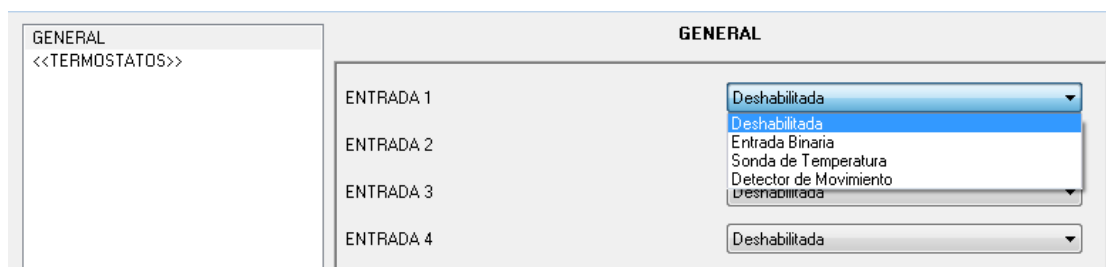 GENERAL
<<TERMOSTATOS>>
GENERAL
ENTRADA 1
Deshabilitada
Deshabilitada
Entrada Binaria
Sonda de Temperatura
Detector de Movimiento
ENTRADA 2
ENTRADA 3
Deshabilitada
ENTRADA 4
Deshabilitada